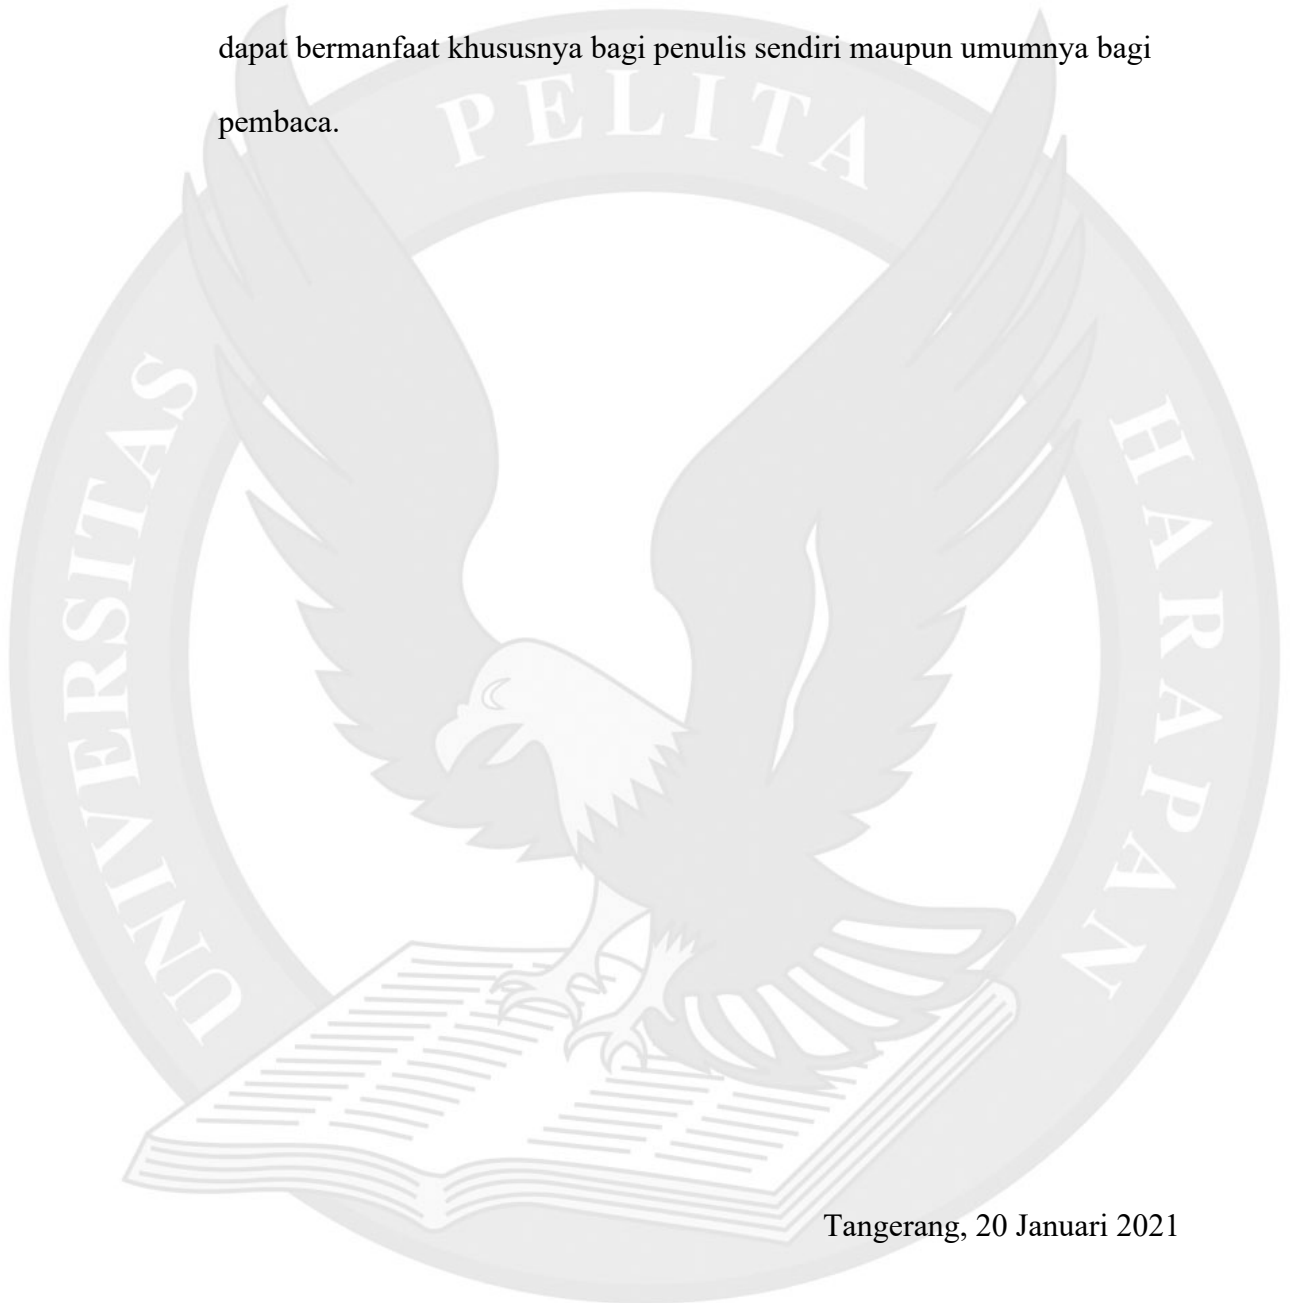 dapat bermanfaat khususnya bagi penulis sendiri maupun umumnya bagi
pembaca.
UNIVERSITAS PELITA HARAPAN
Tangerang, 20 Januari 2021